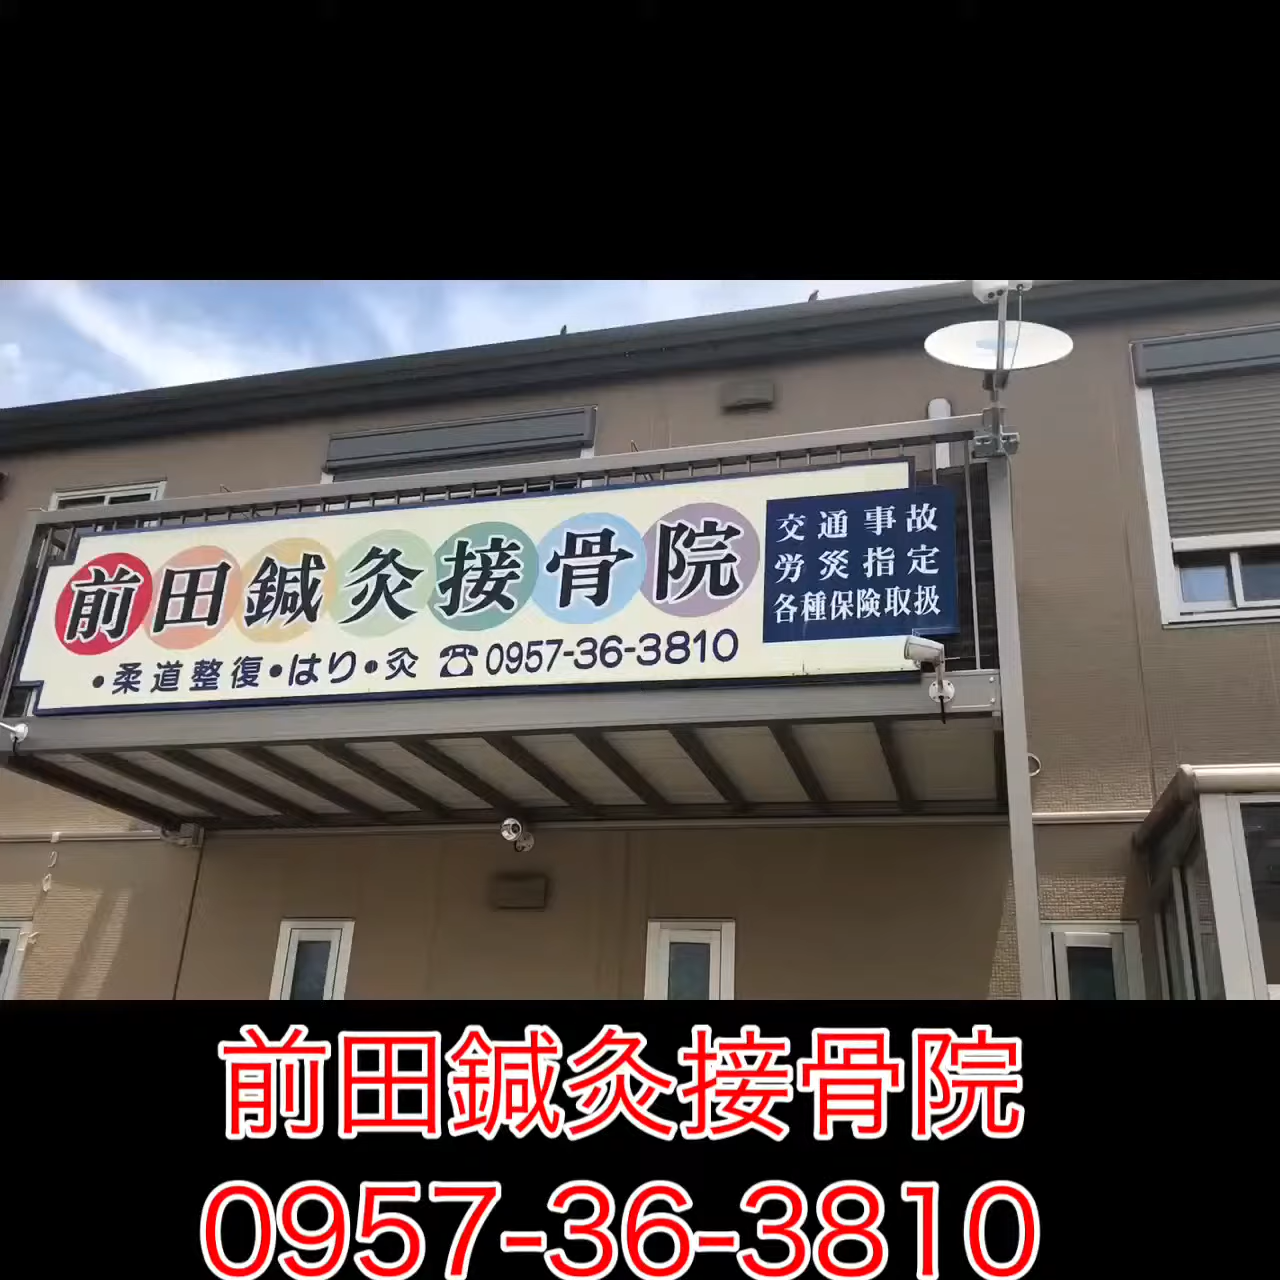 前田鍼灸接骨院
・柔道整復・はり・灸 ☎0957-36-3810
交通事故
労災指定
各種保険取扱
前田鍼灸接骨院
0957-36-3810